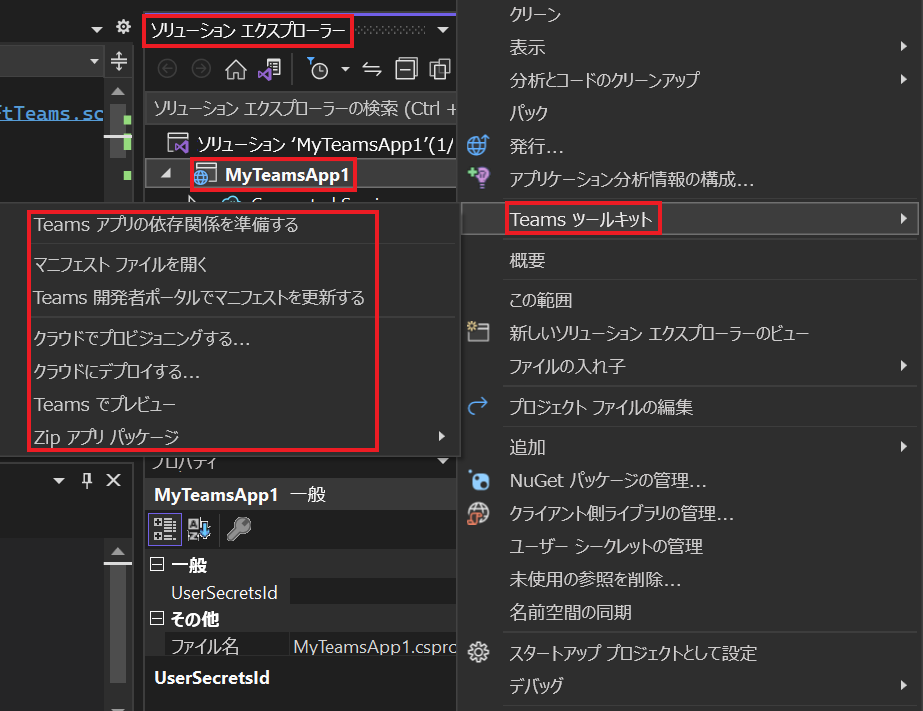 ソリューション エクスプローラー
ftTeams.sc
ソリューション エクスプローラーの検索 (Ctrl +
ソリューション ‘MyTeamsApp1’(1/
MyTeamsApp1
Teams アプリの依存関係を準備する
マニフェスト ファイルを開く
Teams 開発者ポータルでマニフェストを更新する
クラウドでプロビジョニングする...
クラウドにデプロイする...
Teams でプレビュー
Zip アプリ パッケージ
プロパティ
MyTeamsApp1 一般
一般
UserSecretsId
その他
ファイル名 MyTeamsApp1.cspro
UserSecretsId
クリーン
表示
分析とコードのクリーンアップ
パック
発行...
アプリケーション分析情報の構成...
Teams ツールキット
概要
この範囲
新しいソリューション エクスプローラーのビュー
ファイルの入れ子
プロジェクト ファイルの編集
追加
NuGet パッケージの管理...
クライアント側ライブラリの管理...
ユーザー シークレットの管理
未使用の参照を削除...
名前空間の同期
スタートアップ プロジェクトとして設定
デバッグ